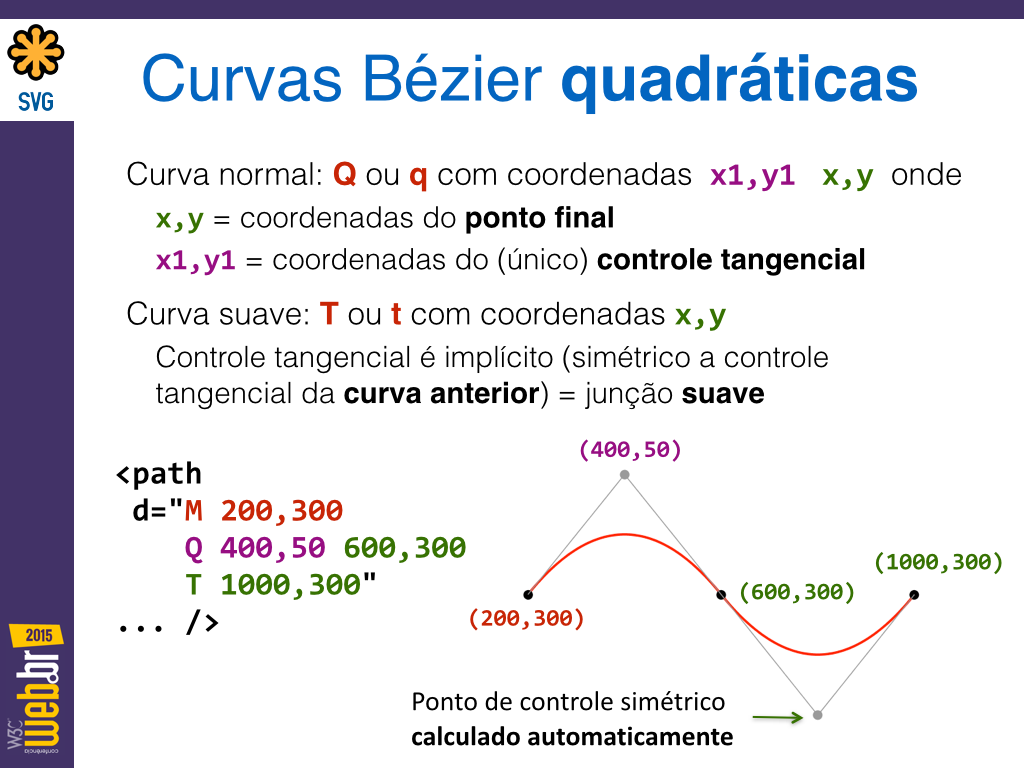 SVG
Curvas Bézier quadráticas
Curva normal: Q ou q com coordenadas x1,y1 x,y onde
x,y = coordenadas do ponto final
x1,y1 = coordenadas do (único) controle tangencial
Curva suave: T ou t com coordenadas x,y
Controle tangencial é implícito (simétrico a controle
tangencial da curva anterior) = junção suave
<path
d="M 200,300
Q 400,50 600,300
T 1000,300"
... />
(400,50)
(1000,300)
(600,300)
(200,300)
Ponto de controle simétrico
calculado automaticamente
2015
W3C
conferência
web.br